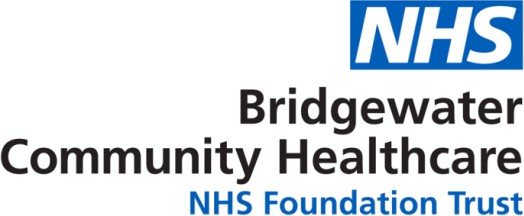 NHS
Bridgewater
Community Healthcare
NHS Foundation Trust